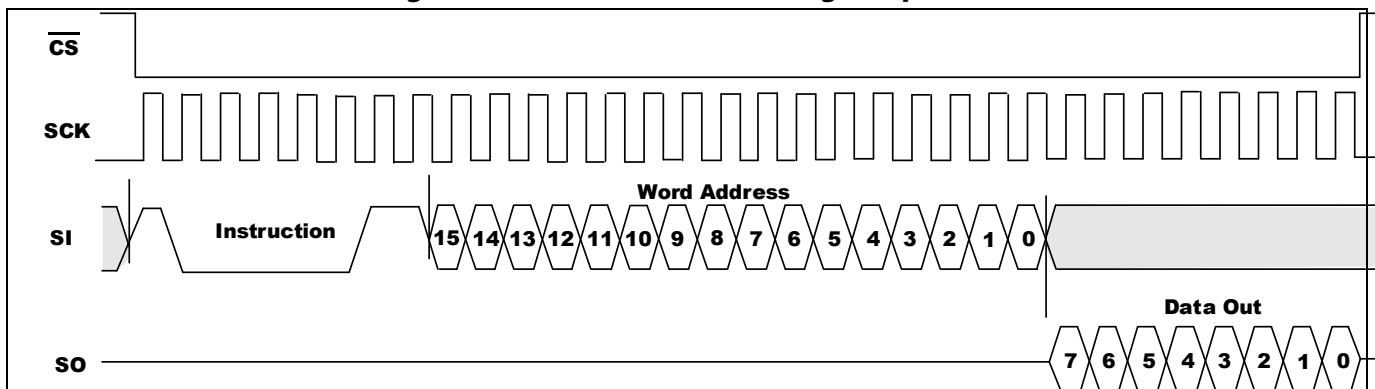 CS
SCK
Word Address
SI
Instruction
15 14 13 12 11 10 9 8 7 6 5 4 3 2 1 0
Data Out
SO
7 6 5 4 3 2 1 0